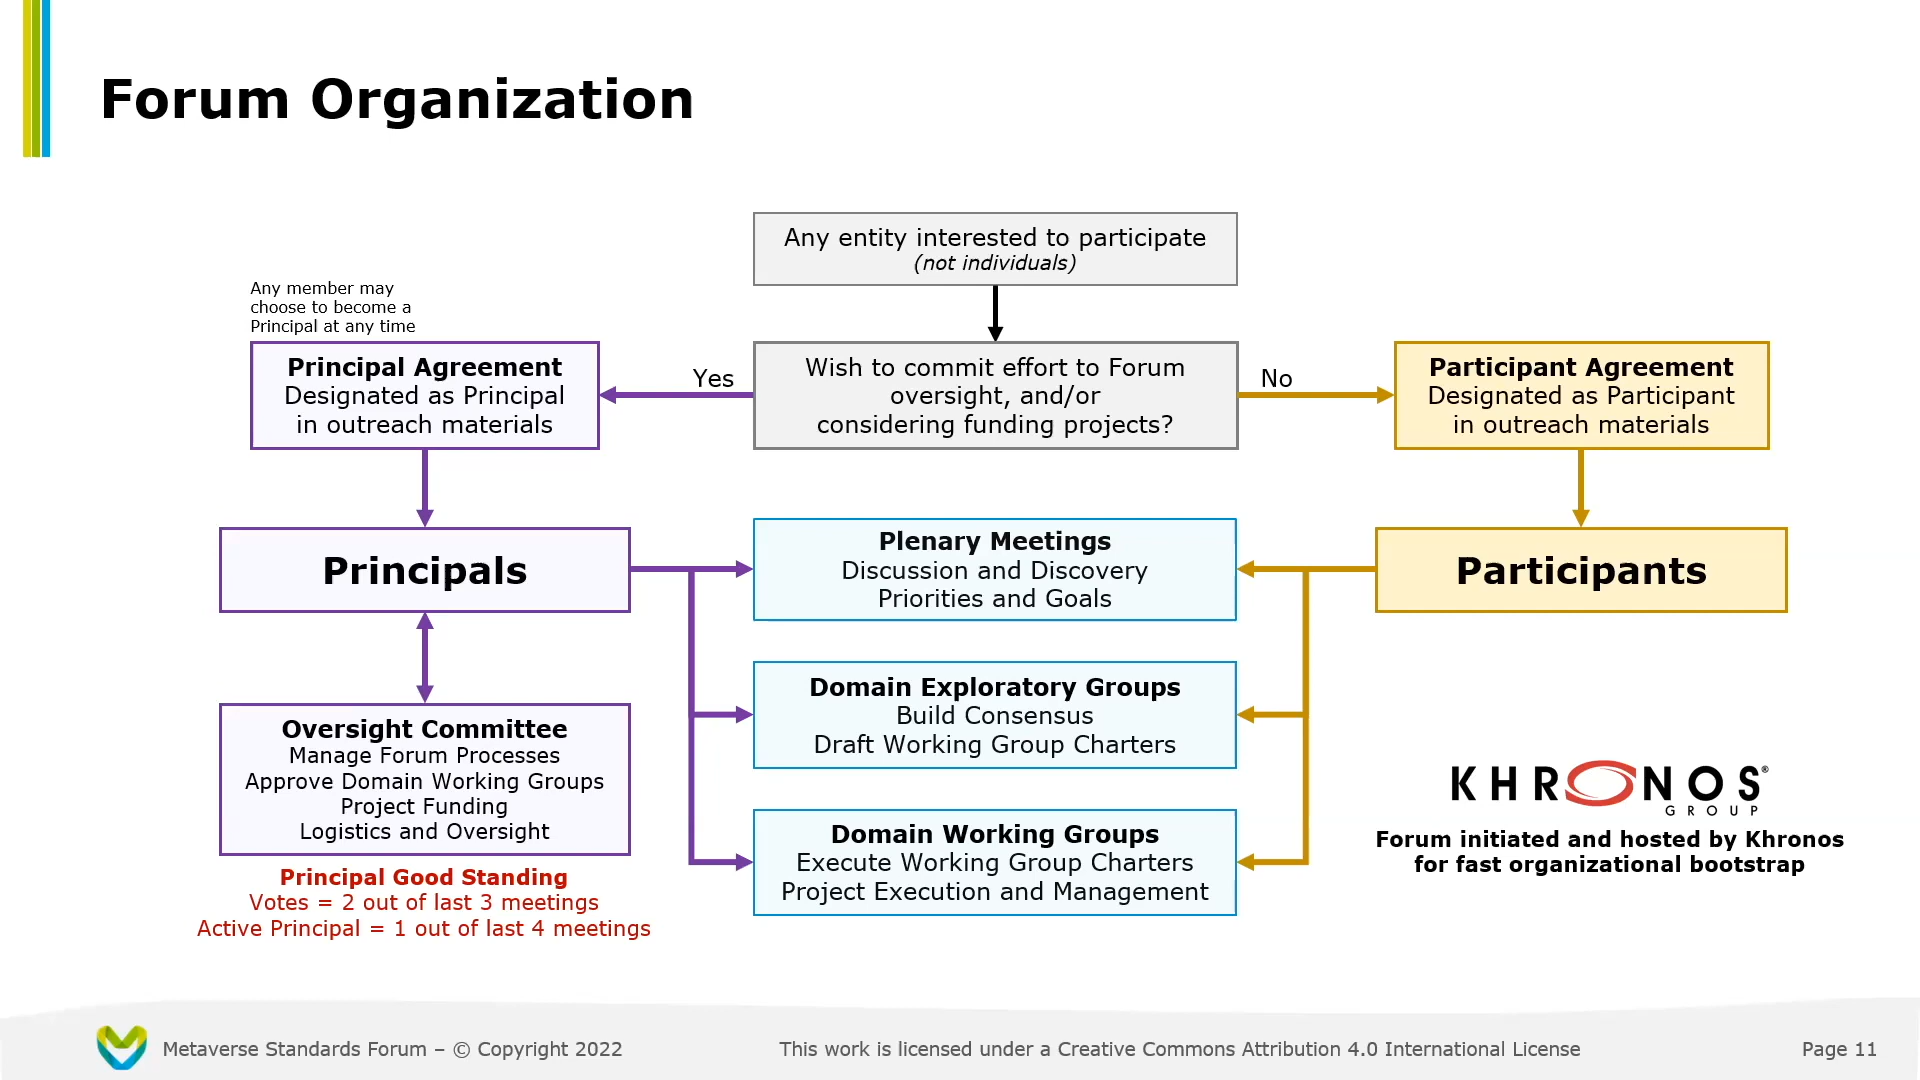 Forum Organization
Any entity interested to participate
(not individuals)
Any member may
choose to become a
Principal at any time
Principal Agreement
Designated as Principal
in outreach materials
Yes
Wish to commit effort to Forum
oversight, and/or
considering funding projects?
No
Participant Agreement
Designated as Participant
in outreach materials
Principals
Plenary Meetings
Discussion and Discovery
Priorities and Goals
Participants
Domain Exploratory Groups
Build Consensus
Draft Working Group Charters
Oversight Committee
Manage Forum Processes
Approve Domain Working Groups
Project Funding
Logistics and Oversight
Domain Working Groups
Execute Working Group Charters
Project Execution and Management
KHRONOS®
GROUP
Forum initiated and hosted by Khronos
for fast organizational bootstrap
Principal Good Standing
Votes = 2 out of last 3 meetings
Active Principal = 1 out of last 4 meetings
Metaverse Standards Forum – © Copyright 2022
This work is licensed under a Creative Commons Attribution 4.0 International License
Page 11